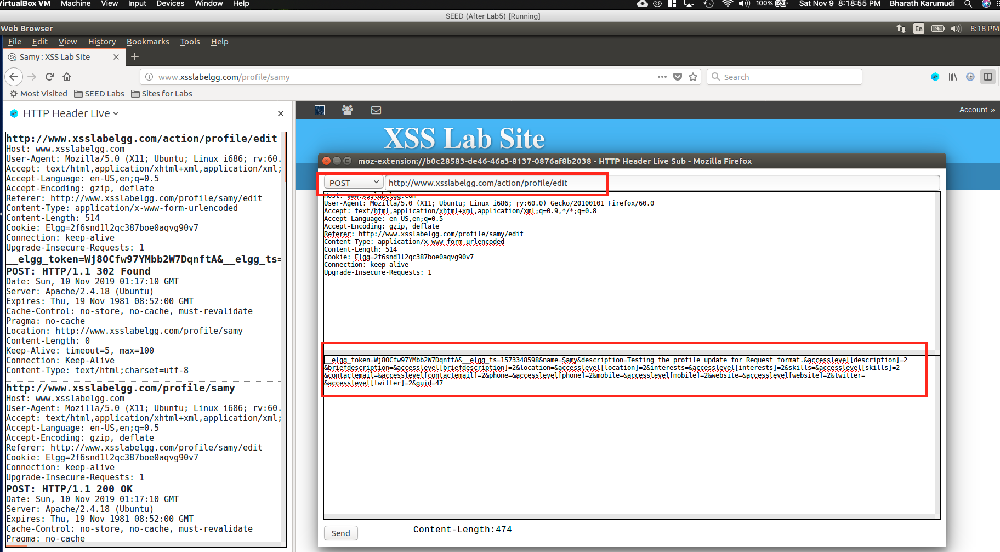 VirtualBox VM Machine View Input Devices Window Help 100% Sat Nov 9 8:18:55 PM Bharath Karumudi
SEED (After Lab5) [Running]
Web Browser En 8:18 PM
File Edit View History Bookmarks Tools Help
Samy : XSS Lab Site
www.xsslabelgg.com/profile/samy Search
Most Visited SEED Labs Sites for Labs
HTTP Header Live
Account »
XSS Lab Site
http://www.xsslabelgg.com/action/profile/edit
Host: www.xsslabelgg.com
User-Agent: Mozilla/5.0 (X11; Ubuntu; Linux i686; rv:60.
Accept: text/html,application/xhtml+xml,application/xml;
Accept-Language: en-US,en;q=0.5
Accept-Encoding: gzip, deflate
Referer: http://www.xsslabelgg.com/profile/samy/edit
Content-Type: application/x-www-form-urlencoded
Content-Length: 514
Cookie: Elgg=2f6snd1l2qc387boe0aqvg90v7
Connection: keep-alive
Upgrade-Insecure-Requests: 1
__elgg_token=Wj8OCfw97YMbb2W7DqnftA&__elgg_ts=
POST: HTTP/1.1 302 Found
Date: Sun, 10 Nov 2019 01:17:10 GMT
Server: Apache/2.4.18 (Ubuntu)
Expires: Thu, 19 Nov 1981 08:52:00 GMT
Cache-Control: no-store, no-cache, must-revalidate
Pragma: no-cache
Location: http://www.xsslabelgg.com/profile/samy
Content-Length: 0
Keep-Alive: timeout=5, max=100
Connection: Keep-Alive
Content-Type: text/html;charset=utf-8
http://www.xsslabelgg.com/profile/samy
Host: www.xsslabelgg.com
User-Agent: Mozilla/5.0 (X11; Ubuntu; Linux i686; rv:60.
Accept: text/html,application/xhtml+xml,application/xml;
Accept-Language: en-US,en;q=0.5
Accept-Encoding: gzip, deflate
Referer: http://www.xsslabelgg.com/profile/samy/edit
Cookie: Elgg=2f6snd1l2qc387boe0aqvg90v7
Connection: keep-alive
Upgrade-Insecure-Requests: 1
POST: HTTP/1.1 200 OK
Date: Sun, 10 Nov 2019 01:17:10 GMT
Server: Apache/2.4.18 (Ubuntu)
Expires: Thu, 19 Nov 1981 08:52:00 GMT
Cache-Control: no-store, no-cache, must-revalidate
Pragma: no-cache
moz-extension://b0c28583-de46-46a3-8137-0876af8b2038 - HTTP Header Live Sub - Mozilla Firefox
POST http://www.xsslabelgg.com/action/profile/edit
Host: www.xsslabelgg.com
User-Agent: Mozilla/5.0 (X11; Ubuntu; Linux i686; rv:60.0) Gecko/20100101 Firefox/60.0
Accept: text/html,application/xhtml+xml,application/xml;q=0.9,*/*;q=0.8
Accept-Language: en-US,en;q=0.5
Accept-Encoding: gzip, deflate
Referer: http://www.xsslabelgg.com/profile/samy/edit
Content-Type: application/x-www-form-urlencoded
Content-Length: 514
Cookie: Elgg=2f6snd1l2qc387boe0aqvg90v7
Connection: keep-alive
Upgrade-Insecure-Requests: 1
__elgg_token=Wj8OCfw97YMbb2W7DqnftA&__elgg_ts=1573348598&name=Samy&description=Testing the profile update for Request format.&accesslevel[description]=2
&briefdescription=&accesslevel[briefdescription]=2&location=&accesslevel[location]=2&interests=&accesslevel[interests]=2&skills=&accesslevel[skills]=2
&contactemail=&accesslevel[contactemail]=2&phone=&accesslevel[phone]=2&mobile=&accesslevel[mobile]=2&website=&accesslevel[website]=2&twitter=
&accesslevel[twitter]=2&guid=47
Send Content-Length:474